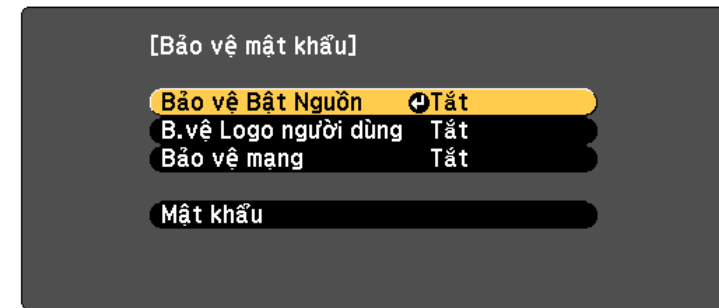 [Bảo vệ mật khẩu]
Bảo vệ Bật Nguồn Tắt
B.vệ Logo người dùng Tắt
Bảo vệ mạng Tắt
Mật khẩu